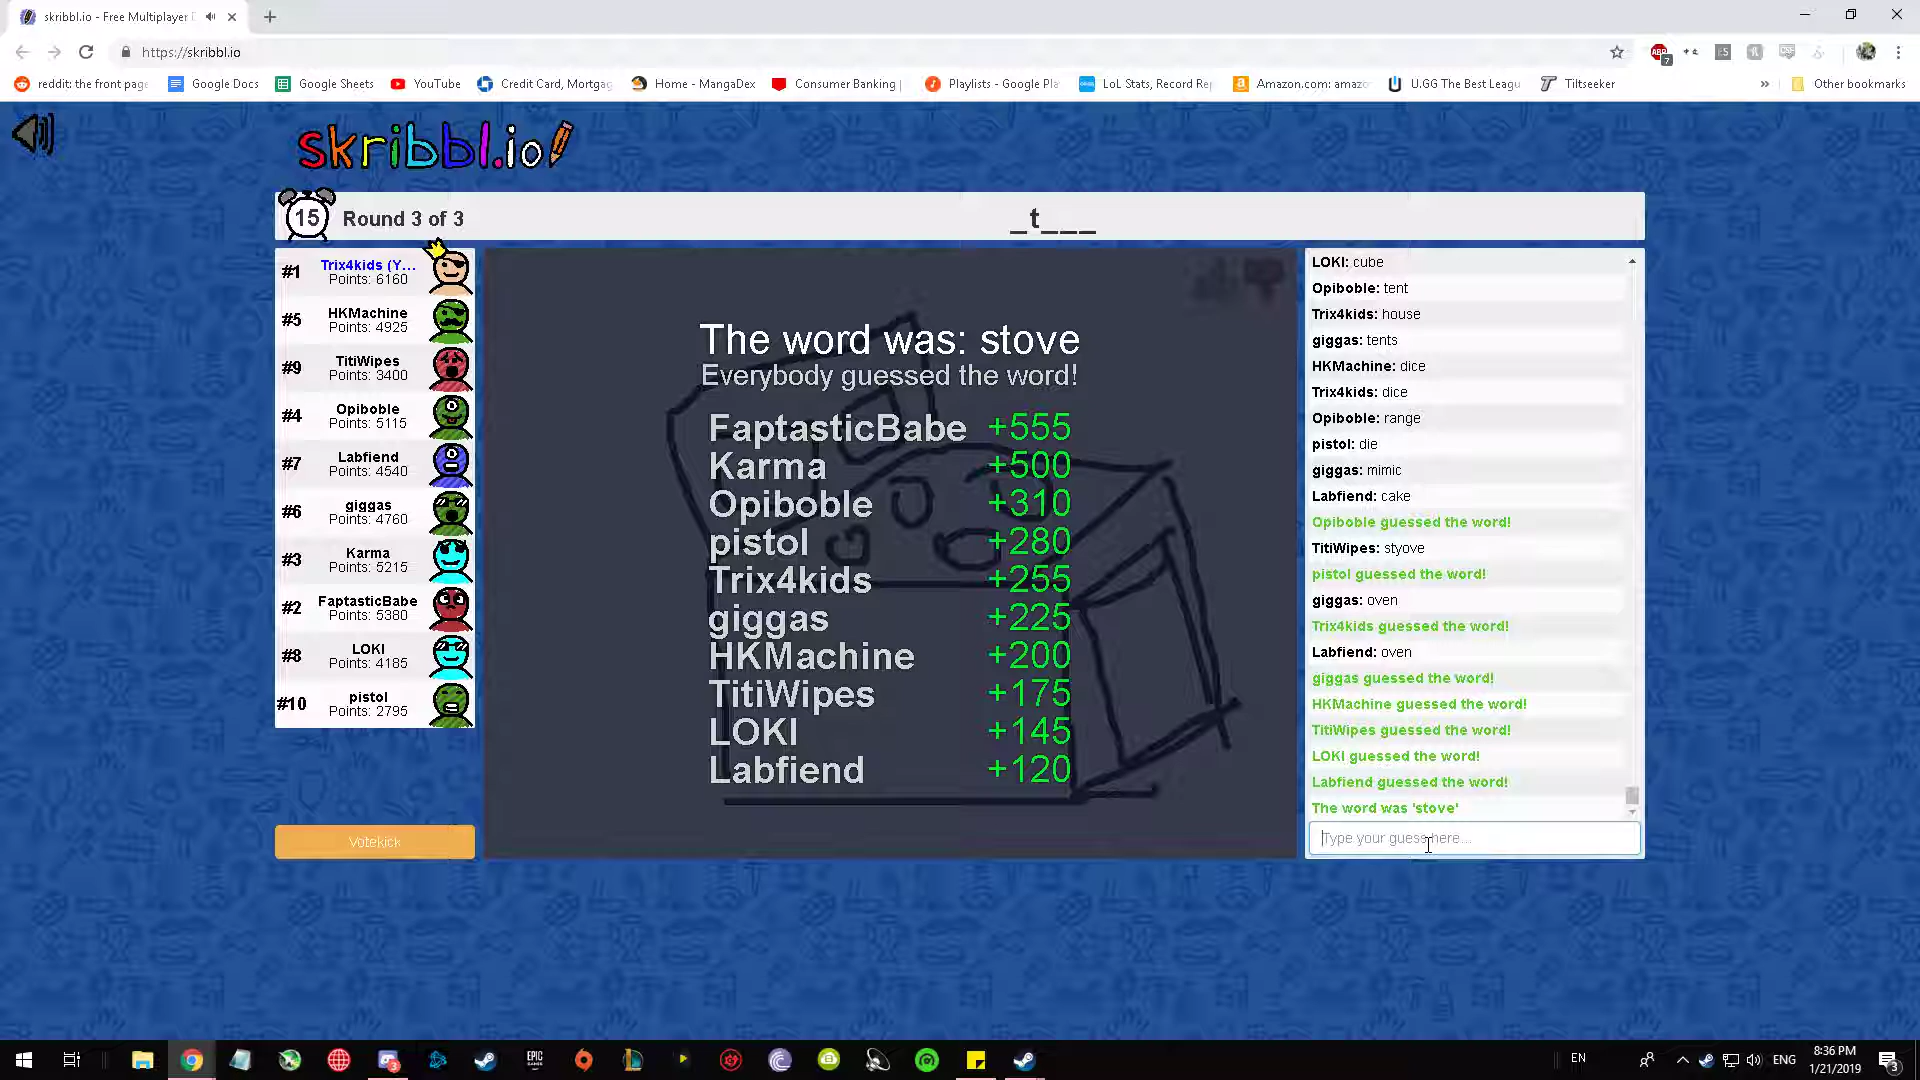 skribbl.io - Free Multiplayer
https://skribbl.io
ABP
7
reddit: the front page
Google Docs
Google Sheets
YouTube
Credit Card, Mortgag
Home - MangaDex
Consumer Banking |
Playlists - Google Pla
LoL Stats, Record Re
Amazon.com: amazo
U.GG The Best Leagu
Tiltseeker
»
Other bookmarks
skribbl.io
15
Round 3 of 3
_t___
#1
Trix4kids (Y...
Points: 6160
#5
HKMachine
Points: 4925
#9
TitiWipes
Points: 3400
#4
Opiboble
Points: 5115
#7
Labfiend
Points: 4540
#6
giggas
Points: 4760
#3
Karma
Points: 5215
#2
FaptasticBabe
Points: 5380
#8
LOKI
Points: 4185
#10
pistol
Points: 2795
Votekick
The word was: stove
Everybody guessed the word!
FaptasticBabe +555
Karma +500
Opiboble +310
pistol +280
Trix4kids +255
giggas +225
HKMachine +200
TitiWipes +175
LOKI +145
Labfiend +120
LOKI: cube
Opiboble: tent
Trix4kids: house
giggas: tents
HKMachine: dice
Trix4kids: dice
Opiboble: range
pistol: die
giggas: mimic
Labfiend: cake
Opiboble guessed the word!
TitiWipes: styove
pistol guessed the word!
giggas: oven
Trix4kids guessed the word!
Labfiend: oven
giggas guessed the word!
HKMachine guessed the word!
TitiWipes guessed the word!
LOKI guessed the word!
Labfiend guessed the word!
The word was 'stove'
Type your guess here...
EPIC
GAMES
3
EN
ENG
8:36 PM
1/21/2019
3